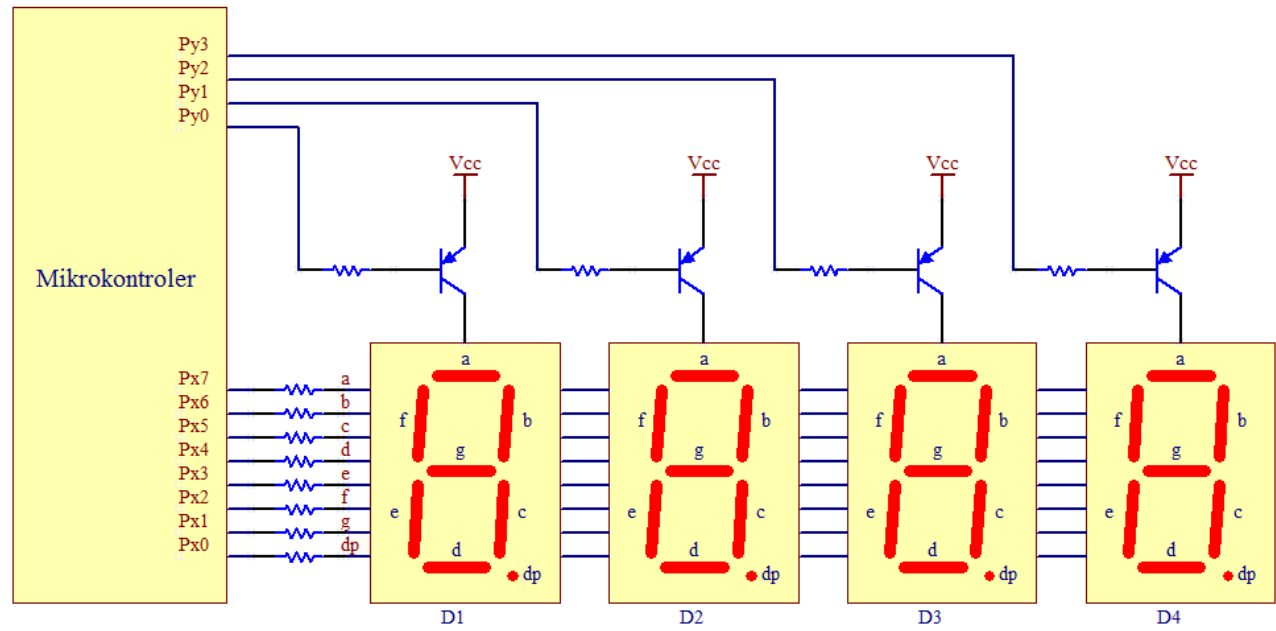 Py3
Py2
Py1
Py0
Vcc Vcc Vcc Vcc
Mikrokontroler
Px7 a
Px6 b
Px5 c
Px4 d
Px3 e
Px2 f
Px1 g
Px0 dp
a
f b
g
e c
d
dp
D1
a
f b
g
e c
d
dp
D2
a
f b
g
e c
d
dp
D3
a
f b
g
e c
d
dp
D4